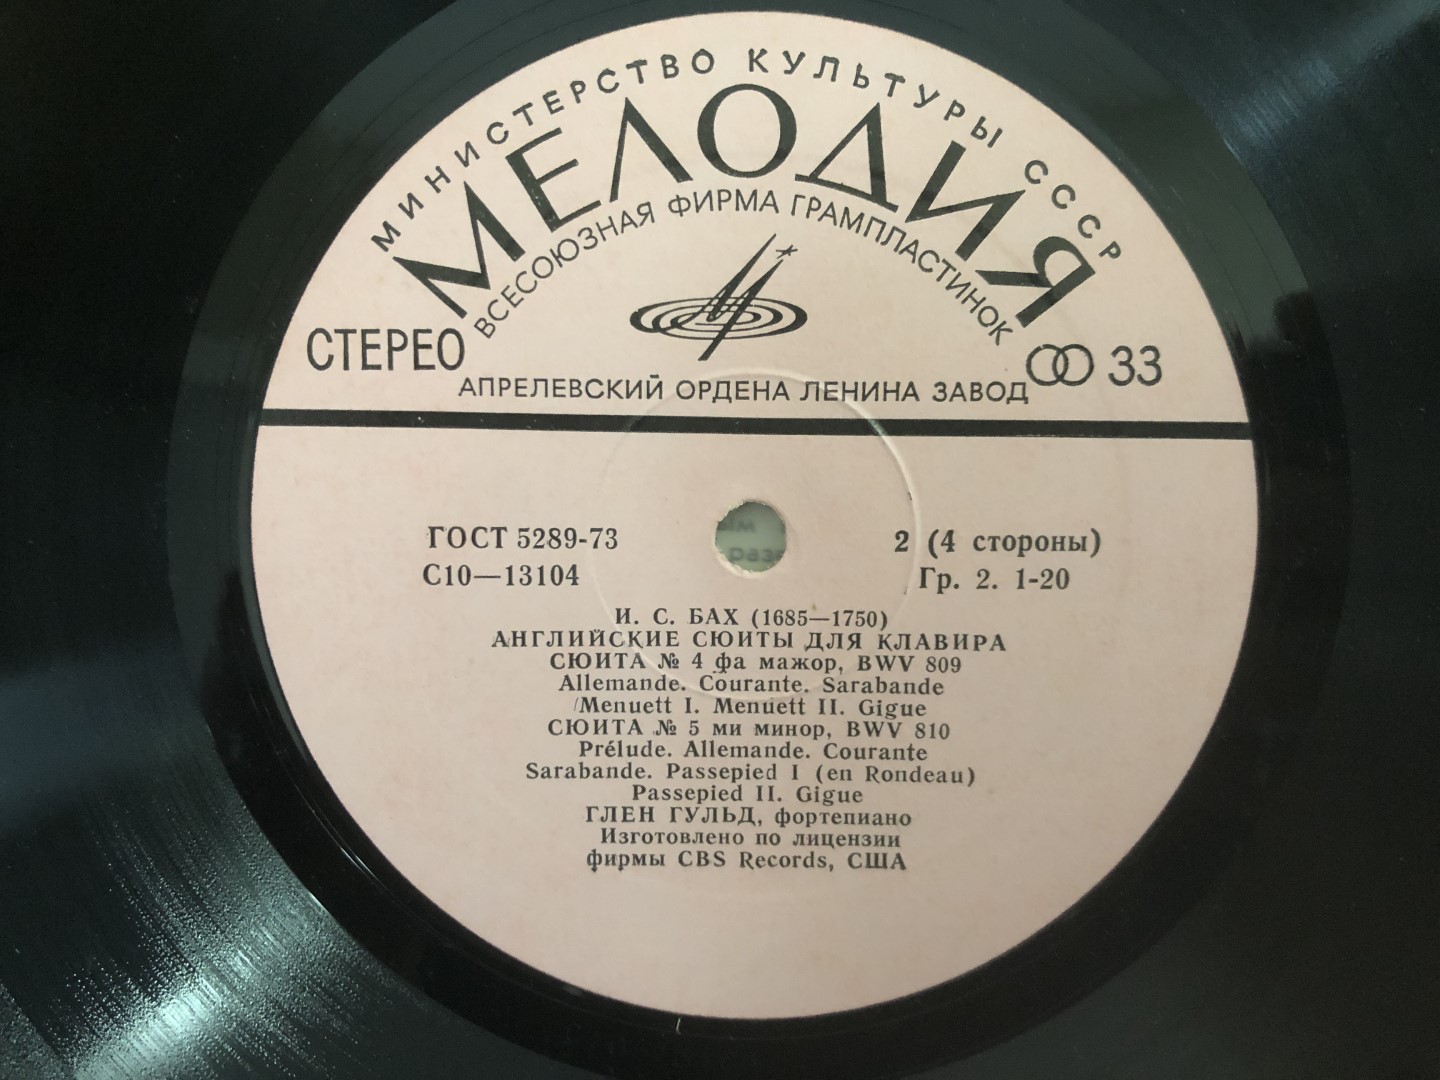 МИНИСТЕРСТВО КУЛЬТУРЫ СССР
МЕЛОДИЯ
ВСЕСОЮЗНАЯ ФИРМА ГРАМПЛАСТИНОК
СТЕРЕО
33
АПРЕЛЕВСКИЙ ОРДЕНА ЛЕНИНА ЗАВОД
ГОСТ 5289-73
2 (4 стороны)
С10—13104
Гр. 2. 1-20
И. С. БАХ (1685—1750)
АНГЛИЙСКИЕ СЮИТЫ ДЛЯ КЛАВИРА
СЮИТА № 4 фа мажор, BWV 809
Allemande. Courante. Sarabande
Menuett I. Menuett II. Gigue
СЮИТА № 5 ми минор, BWV 810
Prélude. Allemande. Courante
Sarabande. Passepied I (en Rondeau)
Passepied II. Gigue
ГЛЕН ГУЛЬД, фортепиано
Изготовлено по лицензии
фирмы CBS Records, США